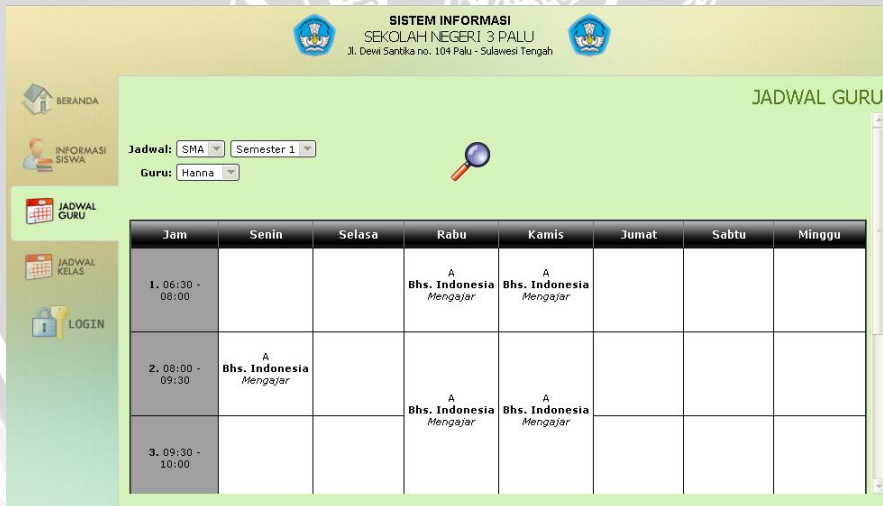 SISTEM INFORMASI
SEKOLAH NEGERI 3 PALU
Jl. Dewi Santika no. 104 Palu - Sulawesi Tengah
BERANDA
INFORMASI
SISWA
JADWAL
GURU
JADWAL
KELAS
LOGIN
JADWAL GURU
Jadwal: SMA Semester 1
Guru: Hanna
Jam Senin Selasa Rabu Kamis Jumat Sabtu Minggu
1. 06:30 -
08:00
A
Bhs. Indonesia
Mengajar
A
Bhs. Indonesia
Mengajar
2. 08:00 -
09:30
A
Bhs. Indonesia
Mengajar
A
Bhs. Indonesia
Mengajar
A
Bhs. Indonesia
Mengajar
3. 09:30 -
10:00